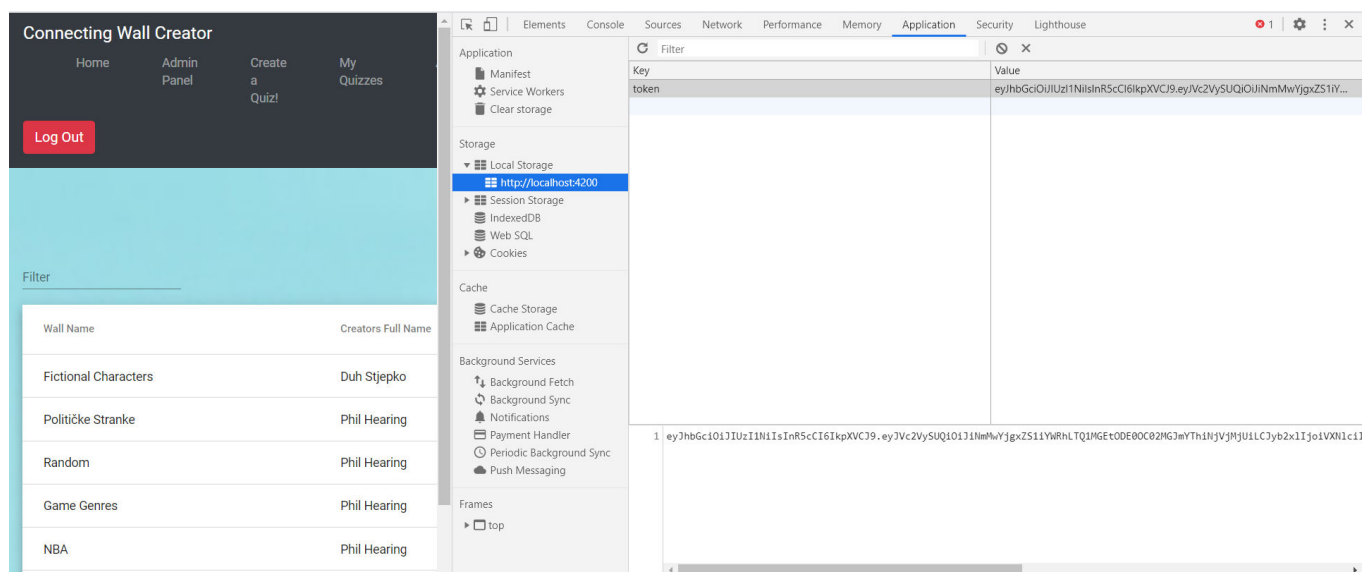 Connecting Wall Creator
Home
Admin Panel
Create a Quiz!
My Quizzes
Log Out
Filter
Wall Name Creators Full Name
Fictional Characters Duh Stjepko
Političke Stranke Phil Hearing
Random Phil Hearing
Game Genres Phil Hearing
NBA Phil Hearing
Elements Console Sources Network Performance Memory Application Security Lighthouse 1
Application
Manifest
Service Workers
Clear storage
Storage
Local Storage
http://localhost:4200
Session Storage
IndexedDB
Web SQL
Cookies
Cache
Cache Storage
Application Cache
Background Services
Background Fetch
Background Sync
Notifications
Payment Handler
Periodic Background Sync
Push Messaging
Frames
top
Filter
Key Value
token eyJhbGciOiJIUzI1NiIsInR5cCI6IkpXVCJ9.eyJVc2VySUQiOiJiNmMwYjgxZS1iY...
1 eyJhbGciOiJIUzI1NiIsInR5cCI6IkpXVCJ9.eyJVc2VySUQiOiJiNmMwYjgxZS1iYWRhLTQ1MGEtODE0OC02MGJmYThiNjVjMjUiLCJyb2xlIjoiVXNlciI